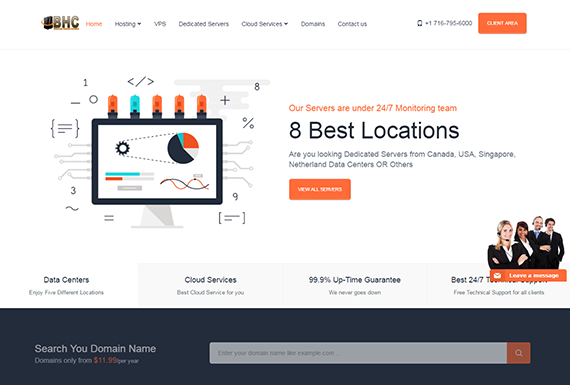 BHC
Home
Hosting
VPS
Dedicated Servers
Cloud Services
Domains
Contact us
+1 716-795-6000
CLIENT AREA
1
</>
8
+
%
{=}
3
~
9
[=]
Our Servers are under 24/7 Monitoring team
8 Best Locations
Are you looking Dedicated Servers from Canada, USA, Singapore,
Netherland Data Centers OR Others
VIEW ALL SERVERS
Leave a message
Data Centers
Enjoy Five Different Locations
Cloud Services
Best Cloud Service for you
99.9% Up-Time Guarantee
We never goes down
Best 24/7 Technical Support
Free Technical Support for all clients
Search You Domain Name
Domains only from $11.99/per year
Enter your domain name like example.com ...